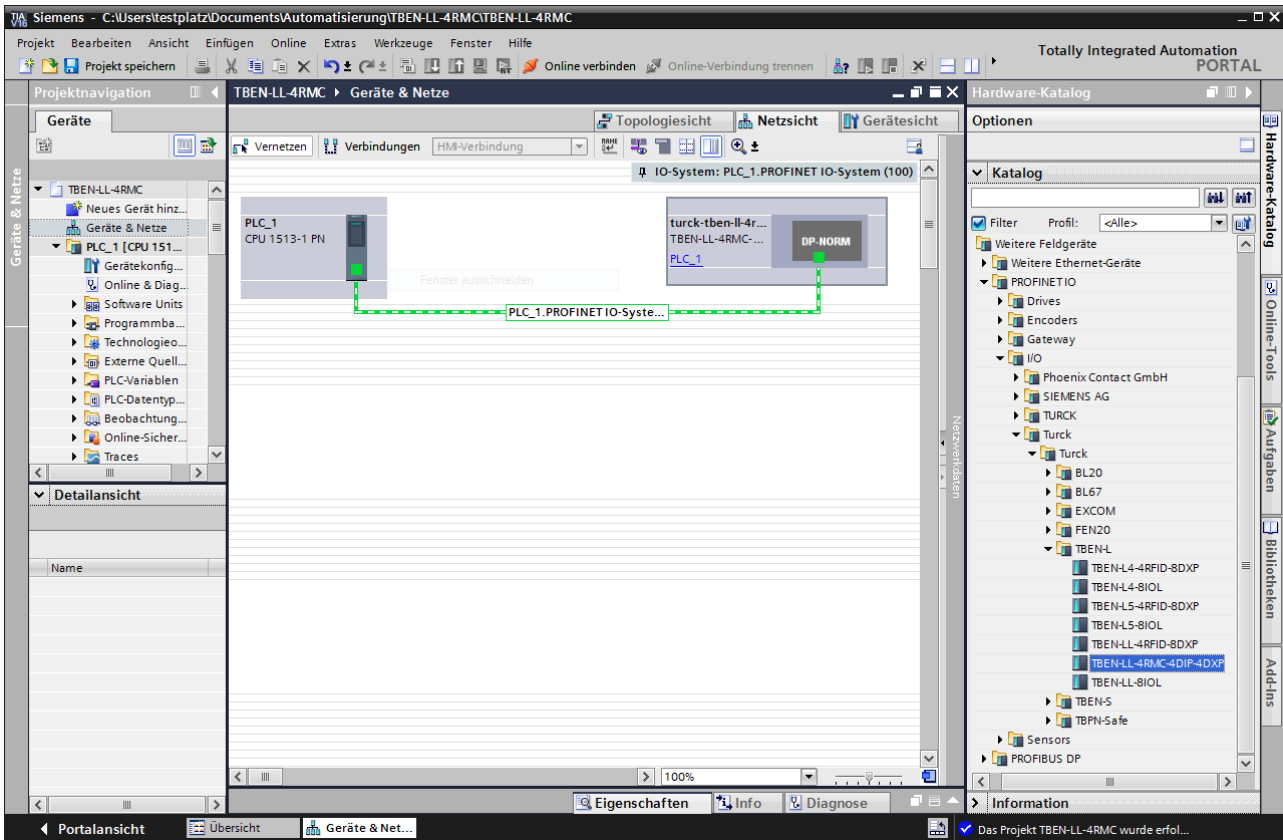 Siemens - C:\Users\testplatz\Documents\Automatisierung\TBEN-LL-4RMC\TBEN-LL-4RMC
Projekt Bearbeiten Ansicht Einfügen Online Extras Werkzeuge Fenster Hilfe
Totally Integrated Automation
PORTAL
Projekt speichern
Online verbinden
Online-Verbindung trennen
Projektnavigation
TBEN-LL-4RMC
Geräte & Netze
Hardware-Katalog
Geräte
Topologiesicht
Netzsicht
Gerätesicht
Optionen
Vernetzen
Verbindungen
HMI-Verbindung
IO-System: PLC_1.PROFINET IO-System (100)
Geräte & Netze
TBEN-LL-4RMC
Neues Gerät hinz...
Geräte & Netze
PLC_1 [CPU 151...
Gerätekonfig...
Online & Diag...
Software Units
Programmba...
Technologieo...
Externe Quell...
PLC-Variablen
PLC-Datentyp...
Beobachtung...
Online-Sicher...
Traces
Detailansicht
Name
PLC_1
CPU 1513-1 PN
turck-tben-ll-4r...
TBEN-LL-4RMC-...
PLC_1
DP-NORM
Fenster ausschneiden
PLC_1.PROFINET IO-Syste...
Netzwerkdaten
100%
Eigenschaften
Info
Diagnose
Katalog
Filter
Profil:
<Alle>
Weitere Feldgeräte
Weitere Ethernet-Geräte
PROFINET IO
Drives
Encoders
Gateway
I/O
Phoenix Contact GmbH
SIEMENS AG
TURCK
Turck
Turck
BL20
BL67
EXCOM
FEN20
TBEN-L
TBEN-L4-4RFID-8DXP
TBEN-L4-8IOL
TBEN-L5-4RFID-8DXP
TBEN-L5-8IOL
TBEN-LL-4RFID-8DXP
TBEN-LL-4RMC-4DIP-4DXP
TBEN-LL-8IOL
TBEN-S
TBPN-Safe
Sensors
PROFIBUS DP
Information
Hardware-Katalog
Online-Tools
Aufgaben
Bibliotheken
Add-Ins
Portalansicht
Übersicht
Geräte & Net...
Das Projekt TBEN-LL-4RMC wurde erfol...